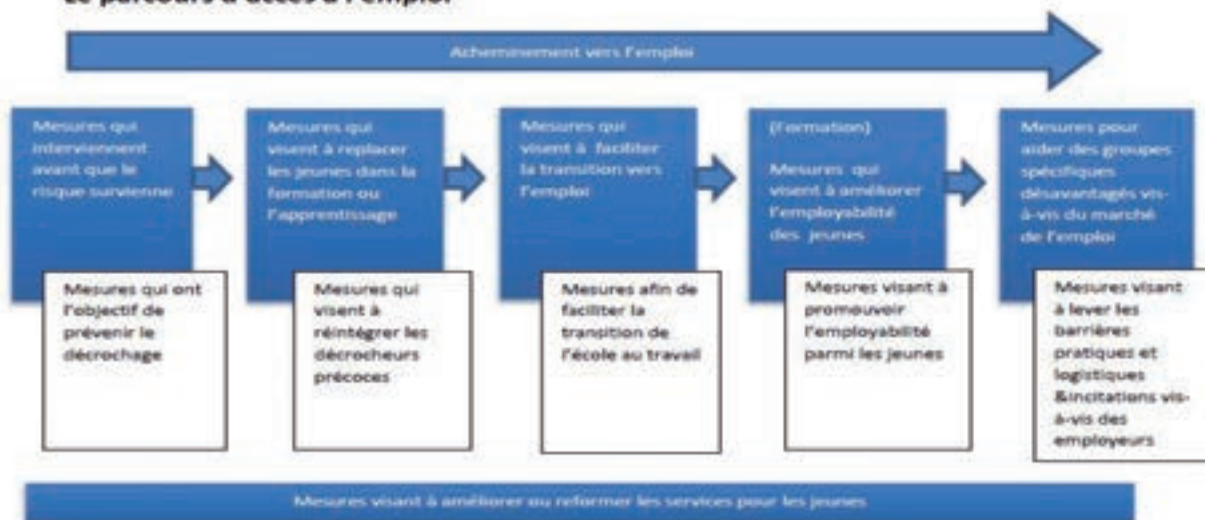 Le parcours d'accès à l'emploi
Acheminement vers l'emploi
Mesures qui
interviennent
avant que le
risque survienne
Mesures qui
visent à replacer
les jeunes dans la
formation ou
l'apprentissage
Mesures qui
visent à faciliter
la transition vers
l'emploi
(Formation)
Mesures qui
visent à améliorer
l'employabilité
des jeunes
Mesures pour
aider des groupes
spécifiques
désavantagés vis-
à-vis du marché
de l'emploi
Mesures qui ont
l'objectif de
prévenir le
décrochage
Mesures qui
visent à
réintégrer les
décrocheurs
précoces
Mesures afin de
faciliter la
transition de
l'école au travail
Mesures visant à
promouvoir
l'employabilité
parmi les jeunes
Mesures visant
à lever les
barrières
pratiques et
logistiques
&incitations vis-
à-vis des
employeurs
Mesures visant à améliorer ou reformer les services pour les jeunes